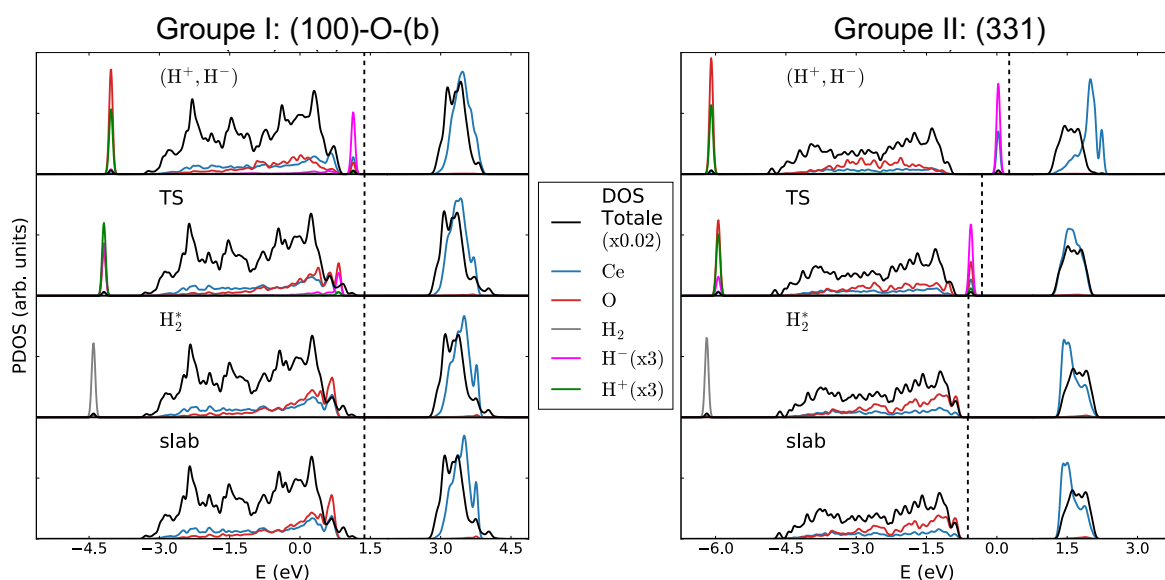 Groupe I: (100)-O-(b)
Groupe II: (331)
PDOS (arb. units)
(H⁺, H⁻)
TS
H₂*
slab
−4.5 −3.0 −1.5 0.0 1.5 3.0 4.5
E (eV)
DOS
Totale
(x0.02)
Ce
O
H₂
H⁻(x3)
H⁺(x3)
(H⁺, H⁻)
TS
H₂*
slab
−6.0 −4.5 −3.0 −1.5 0.0 1.5 3.0
E (eV)